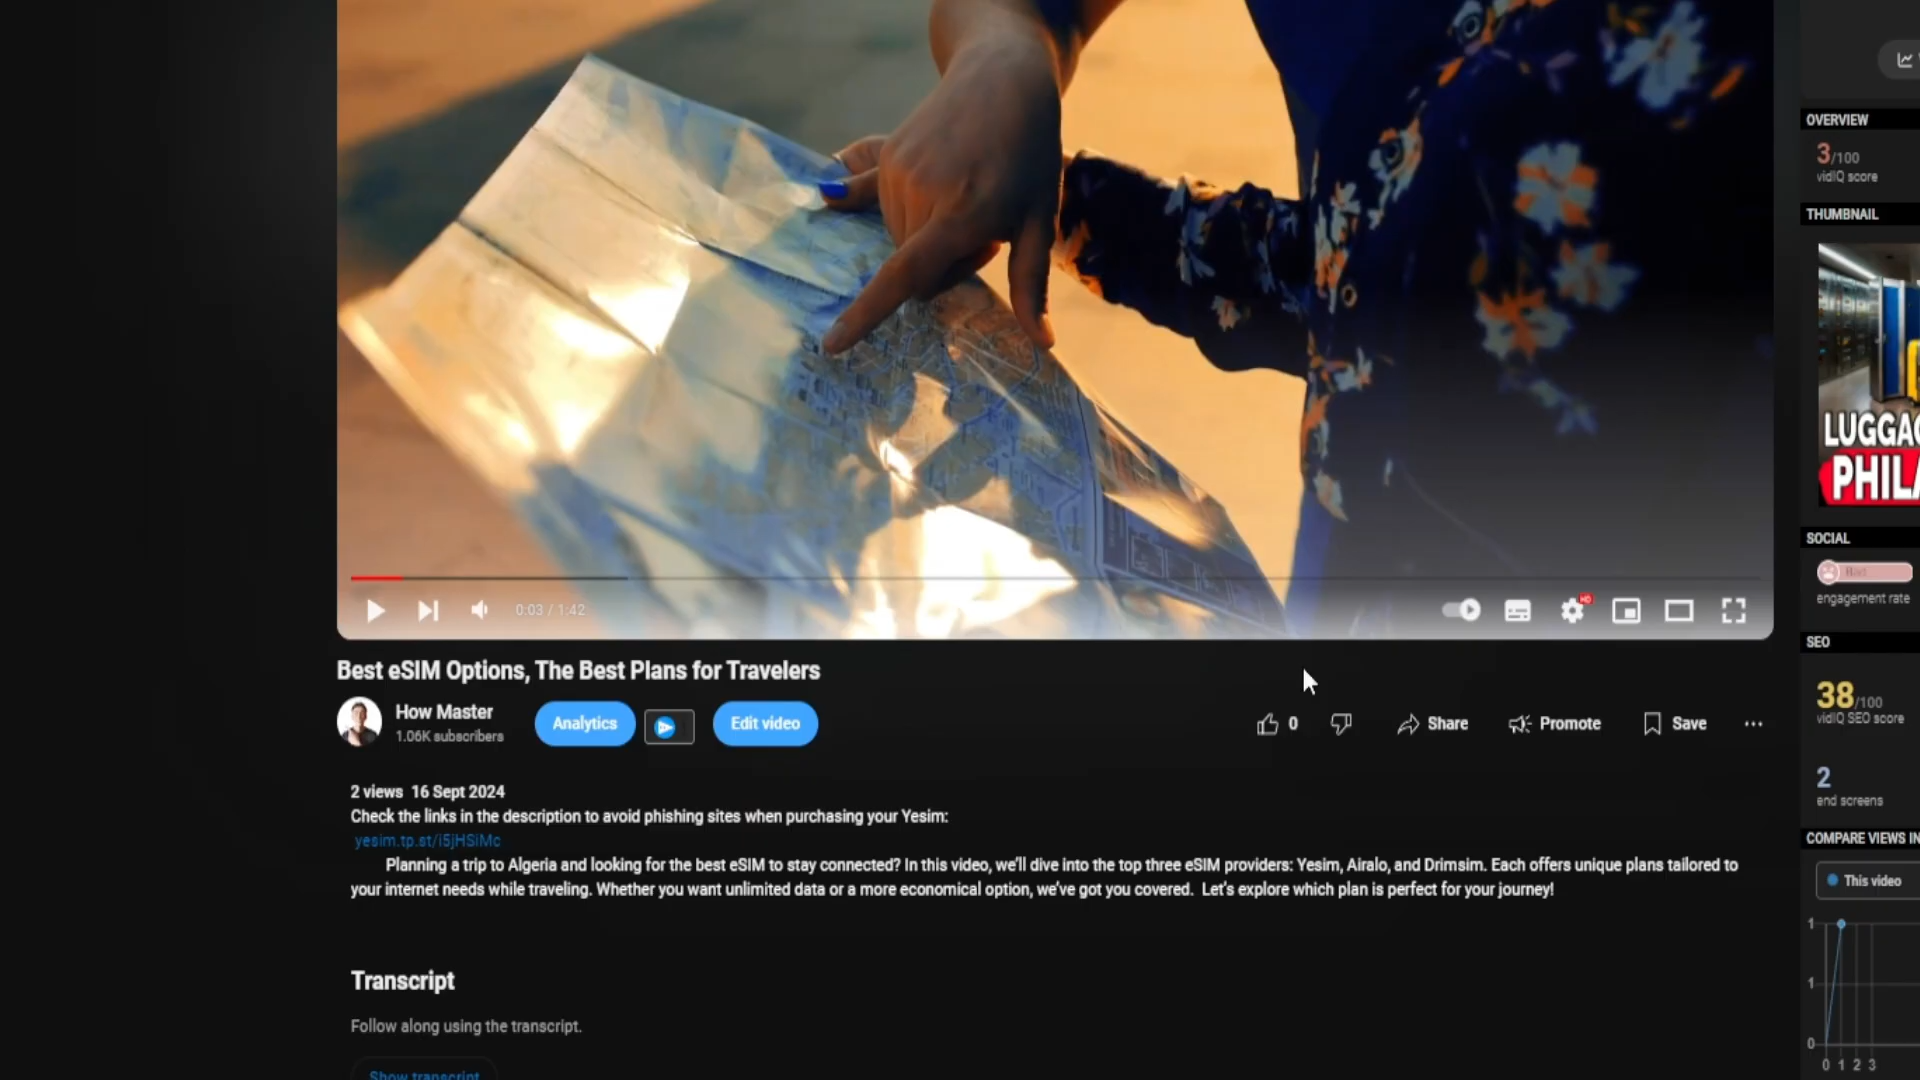 OVERVIEW
3/100
vidIQ score
THUMBNAIL
SOCIAL
Bad
engagement rate
SEO
38/100
vidIQ SEO score
2
end screens
COMPARE VIEWS IN
This video
1
1
0
0 1 2 3
HD
0:03 / 1:42
Best eSIM Options, The Best Plans for Travelers
How Master
1.06K subscribers
Analytics
Edit video
0
Share
Promote
Save
2 views 16 Sept 2024
Check the links in the description to avoid phishing sites when purchasing your Yesim:
yesim.tp.st/i5jHSiMc
Planning a trip to Algeria and looking for the best eSIM to stay connected? In this video, we'll dive into the top three eSIM providers: Yesim, Airalo, and Drimsim. Each offers unique plans tailored to
your internet needs while traveling. Whether you want unlimited data or a more economical option, we've got you covered. Let's explore which plan is perfect for your journey!
Transcript
Follow along using the transcript.
Show transcript